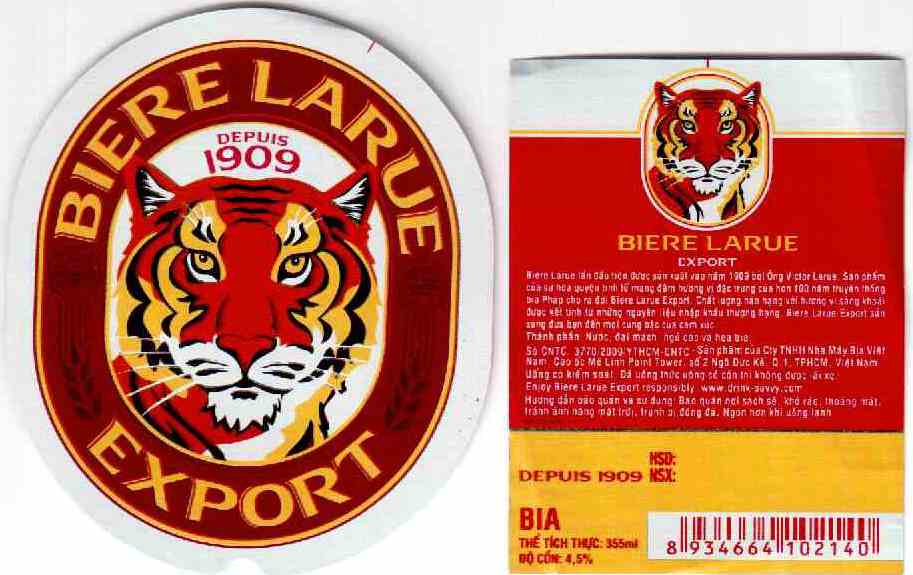 BIERE LARUE
DEPUIS
1909
EXPORT
BIERE LARUE
EXPORT
Biere Larue lần đầu tiên được sản xuất vào năm 1909 bởi Ông Victor Larue. Sản phẩm
của sự hòa quyện tinh tế mang đậm hương vị đặc trưng của hơn 100 năm truyền thống
bia Pháp cho ra đời Biere Larue Export. Chất lượng hảo hạng với hương vị sảng khoái
được kết tinh từ những nguyên liệu nhập khẩu thượng hạng. Biere Larue Export sẵn
sàng đưa bạn đến mọi cung bậc của cảm xúc.
Thành phần: Nước, đại mạch, ngũ cốc và hoa bia.
Số CNTC: 3770/2009/YTHCM-CNTC - Sản phẩm của Cty TNHH Nhà Máy Bia Việt
Nam. Cao ốc Mê Linh Point Tower, số 2 Ngô Đức Kế, Q.1, TPHCM, Việt Nam
Uống có kiểm soát. Đã uống thức uống có cồn thì không được lái xe.
Enjoy Biere Larue Export responsibly. www.drink-savvy.com
Hướng dẫn bảo quản và sử dụng: Bảo quản nơi sạch sẽ, khô ráo, thoáng mát,
tránh ánh nắng mặt trời, tránh bị đông đá. Ngon hơn khi uống lạnh
HSD:
DEPUIS 1909 NSX:
BIA
THỂ TÍCH THỰC: 355ml
ĐỘ CỒN: 4,5%
8 934664 102140